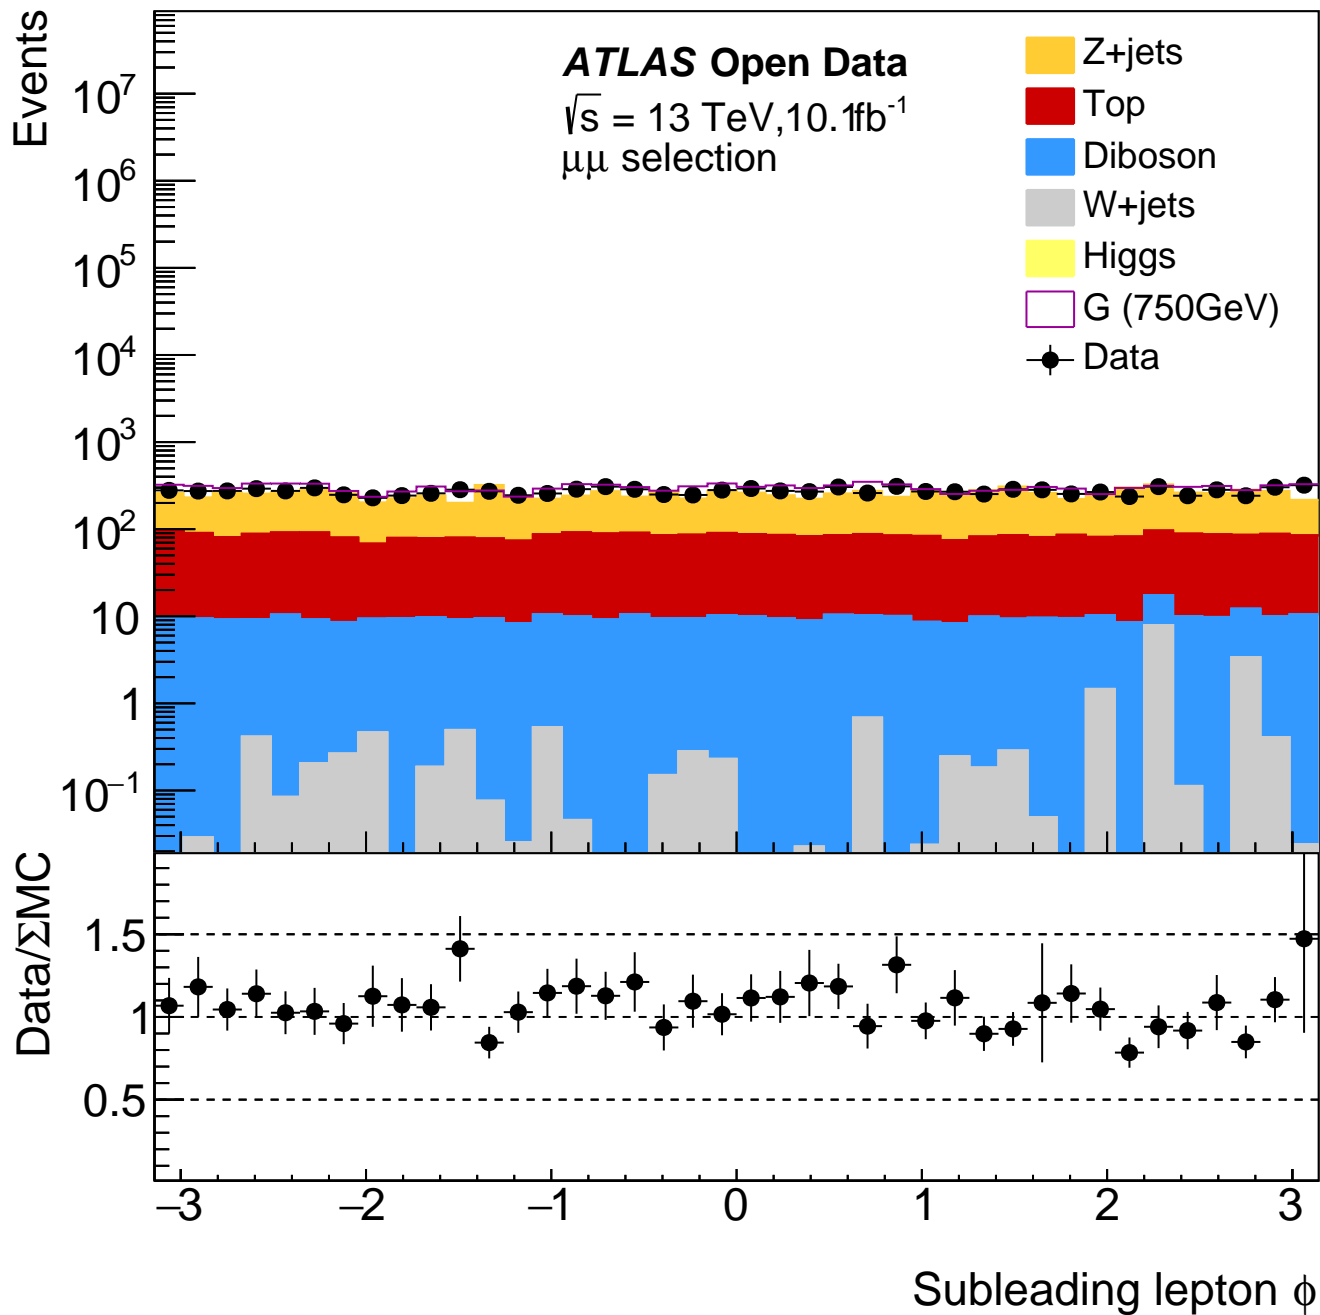 Events
10⁷
10⁶
10⁵
10⁴
10³
10²
10
1
10⁻¹
ATLAS Open Data
√s = 13 TeV,10.1fb⁻¹
μμ selection
Z+jets
Top
Diboson
W+jets
Higgs
G (750GeV)
Data
Data/ΣMC
1.5
1
0.5
−3 −2 −1 0 1 2 3
Subleading lepton ϕ